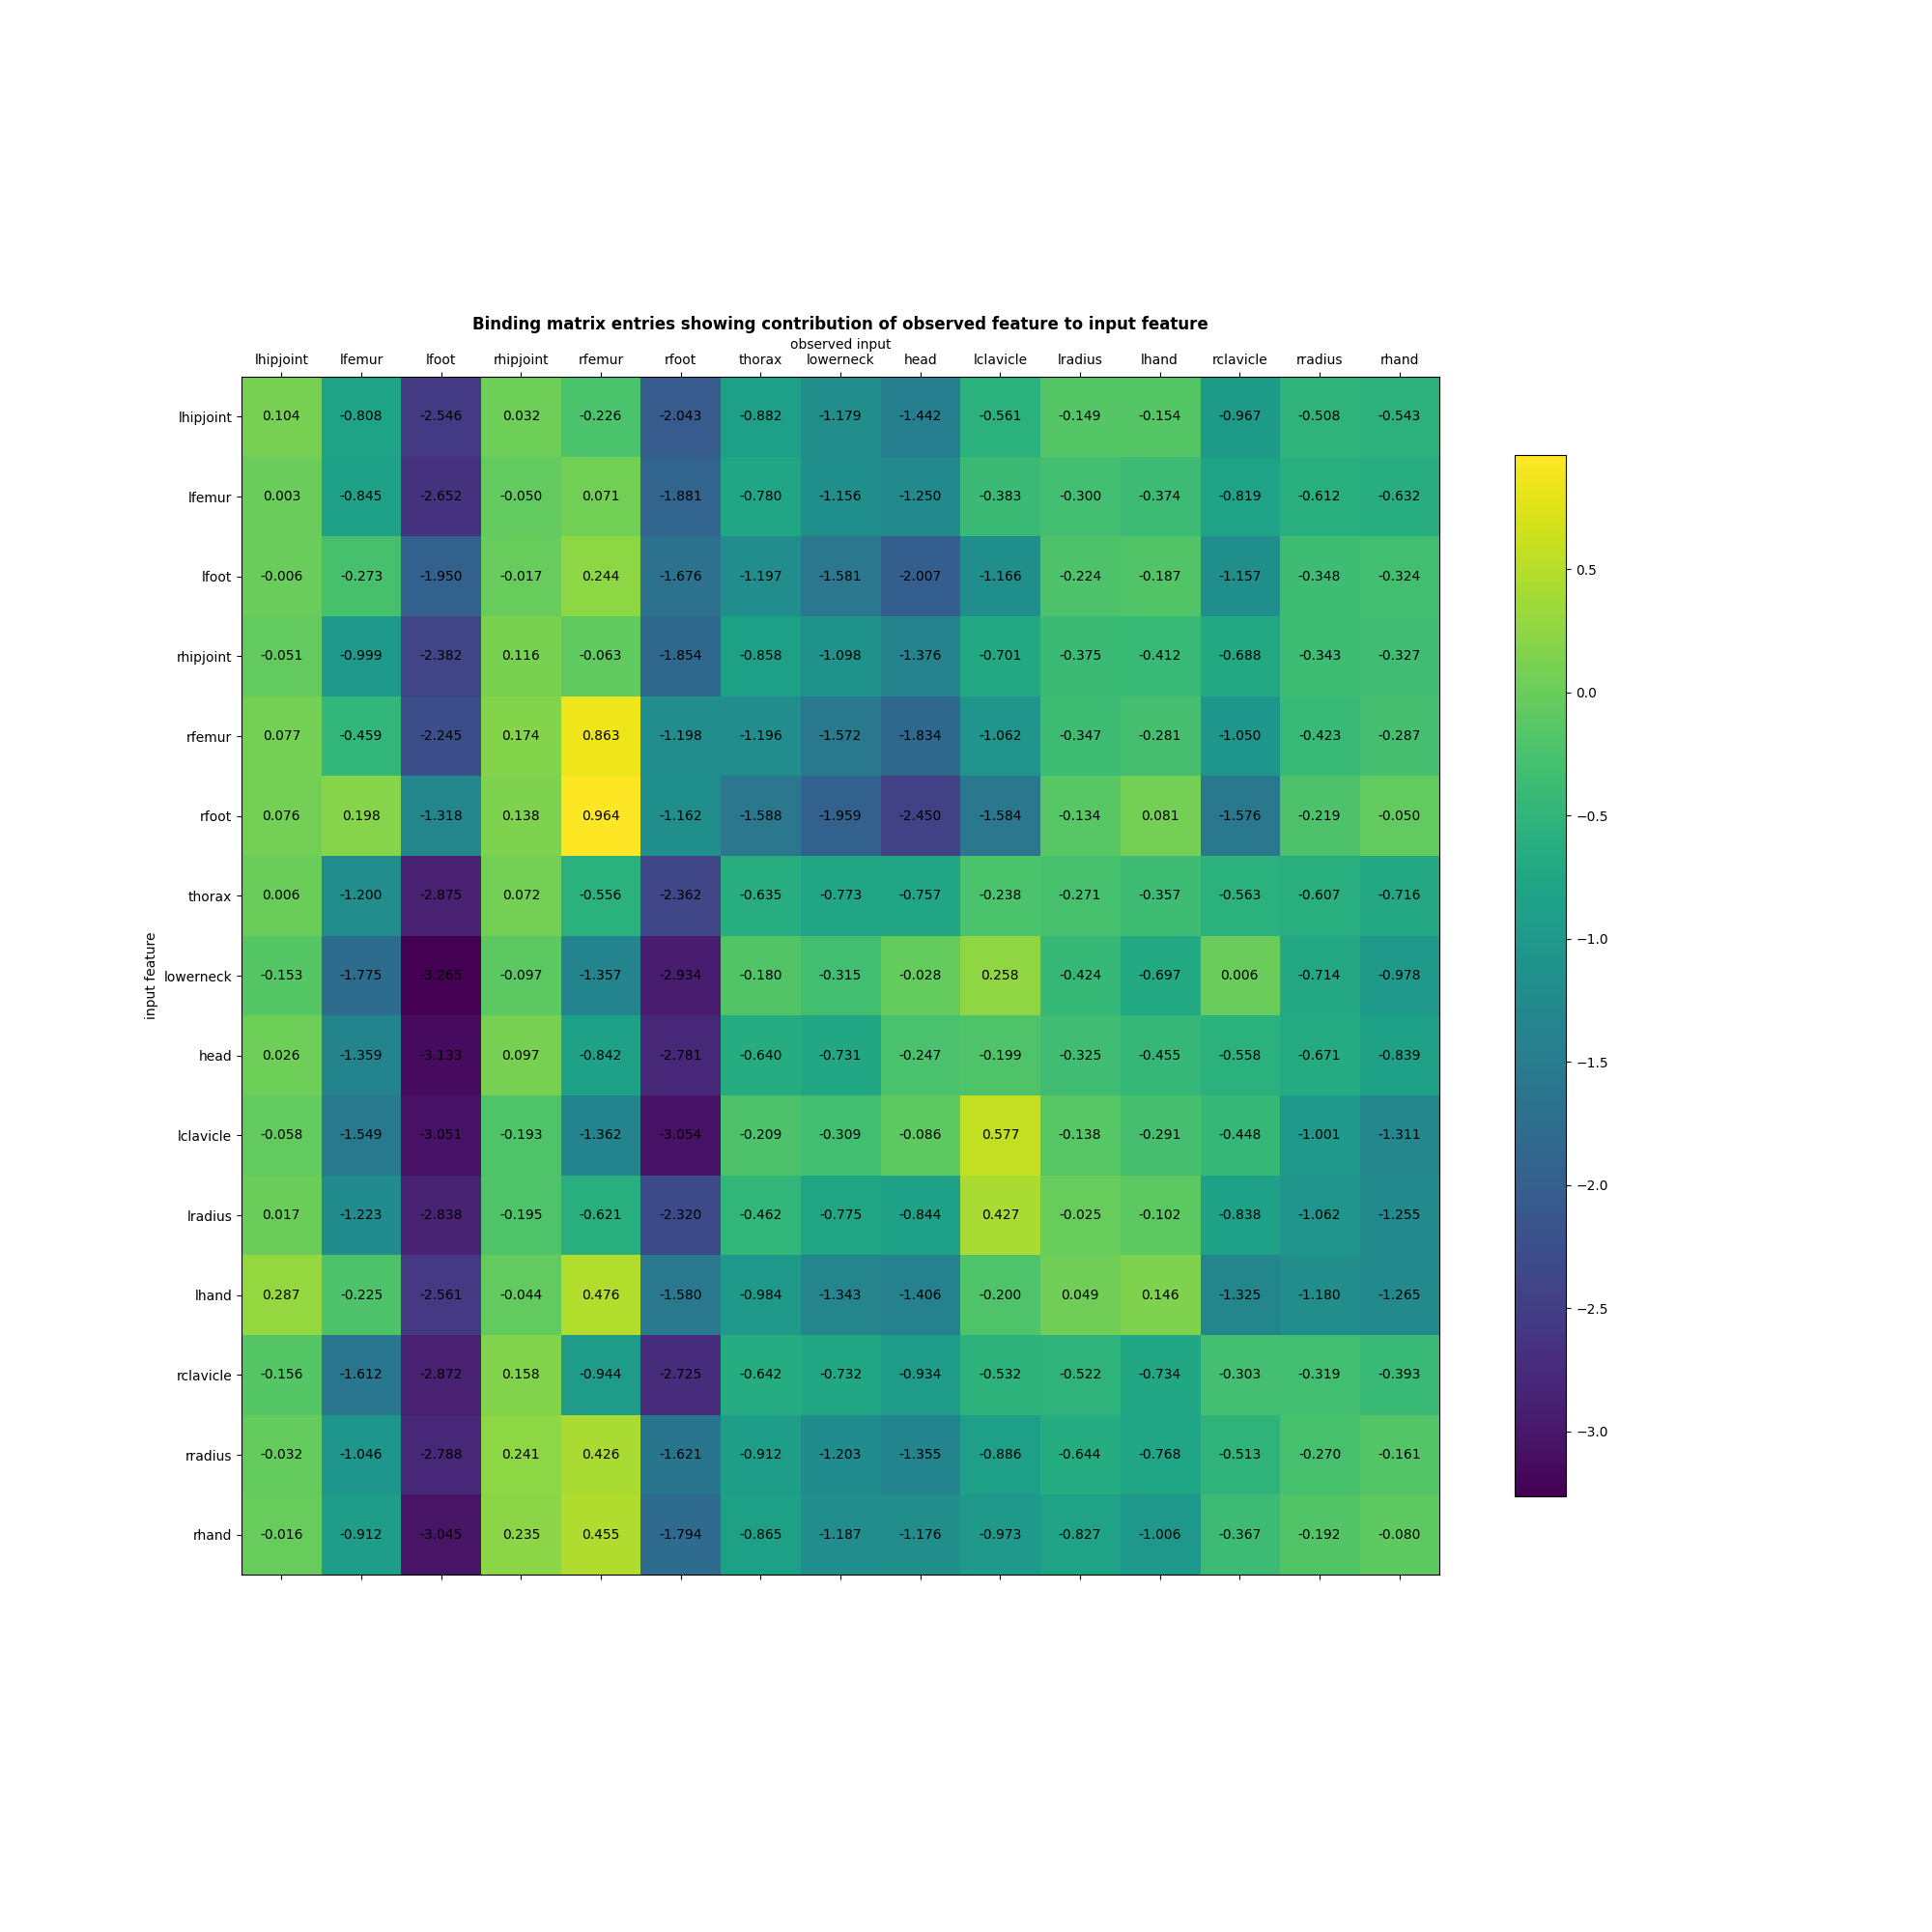 Binding matrix entries showing contribution of observed feature to input feature
observed input
lhipjoint lfemur lfoot rhipjoint rfemur rfoot thorax lowerneck head lclavicle lradius lhand rclavicle rradius rhand
lhipjoint 0.104 -0.808 -2.546 0.032 -0.226 -2.043 -0.882 -1.179 -1.442 -0.561 -0.149 -0.154 -0.967 -0.508 -0.543
lfemur 0.003 -0.845 -2.652 -0.050 0.071 -1.881 -0.780 -1.156 -1.250 -0.383 -0.300 -0.374 -0.819 -0.612 -0.632
lfoot -0.006 -0.273 -1.950 -0.017 0.244 -1.676 -1.197 -1.581 -2.007 -1.166 -0.224 -0.187 -1.157 -0.348 -0.324
rhipjoint -0.051 -0.999 -2.382 0.116 -0.063 -1.854 -0.858 -1.098 -1.376 -0.701 -0.375 -0.412 -0.688 -0.343 -0.327
rfemur 0.077 -0.459 -2.245 0.174 0.863 -1.198 -1.196 -1.572 -1.834 -1.062 -0.347 -0.281 -1.050 -0.423 -0.287
rfoot 0.076 0.198 -1.318 0.138 0.964 -1.162 -1.588 -1.959 -2.450 -1.584 -0.134 0.081 -1.576 -0.219 -0.050
thorax 0.006 -1.200 -2.875 0.072 -0.556 -2.362 -0.635 -0.773 -0.757 -0.238 -0.271 -0.357 -0.563 -0.607 -0.716
lowerneck -0.153 -1.775 -3.265 -0.097 -1.357 -2.934 -0.180 -0.315 -0.028 0.258 -0.424 -0.697 0.006 -0.714 -0.978
head 0.026 -1.359 -3.133 0.097 -0.842 -2.781 -0.640 -0.731 -0.247 -0.199 -0.325 -0.455 -0.558 -0.671 -0.839
lclavicle -0.058 -1.549 -3.051 -0.193 -1.362 -3.054 -0.209 -0.309 -0.086 0.577 -0.138 -0.291 -0.448 -1.001 -1.311
lradius 0.017 -1.223 -2.838 -0.195 -0.621 -2.320 -0.462 -0.775 -0.844 0.427 -0.025 -0.102 -0.838 -1.062 -1.255
lhand 0.287 -0.225 -2.561 -0.044 0.476 -1.580 -0.984 -1.343 -1.406 -0.200 0.049 0.146 -1.325 -1.180 -1.265
rclavicle -0.156 -1.612 -2.872 0.158 -0.944 -2.725 -0.642 -0.732 -0.934 -0.532 -0.522 -0.734 -0.303 -0.319 -0.393
rradius -0.032 -1.046 -2.788 0.241 0.426 -1.621 -0.912 -1.203 -1.355 -0.886 -0.644 -0.768 -0.513 -0.270 -0.161
rhand -0.016 -0.912 -3.045 0.235 0.455 -1.794 -0.865 -1.187 -1.176 -0.973 -0.827 -1.006 -0.367 -0.192 -0.080
input feature
0.5
0.0
−0.5
−1.0
−1.5
−2.0
−2.5
−3.0